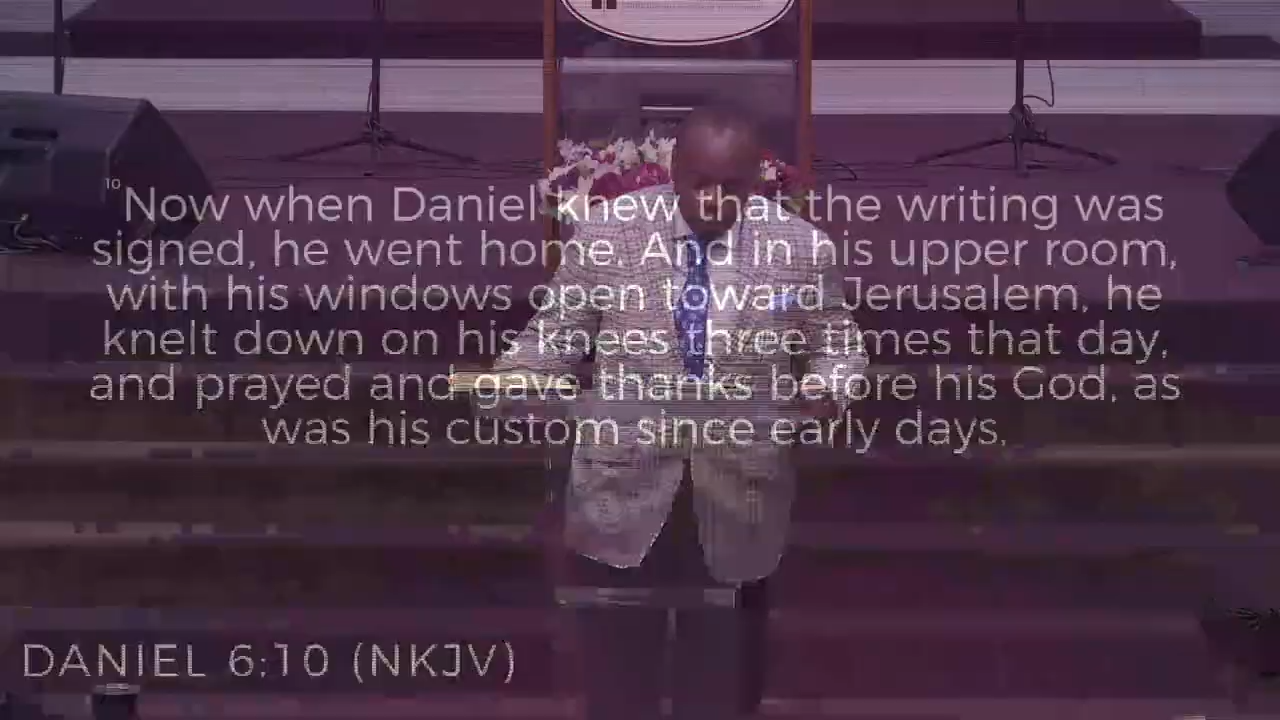 10 Now when Daniel knew that the writing was
signed, he went home. And in his upper room,
with his windows open toward Jerusalem, he
knelt down on his knees three times that day,
and prayed and gave thanks before his God, as
was his custom since early days.
DANIEL 6:10 (NKJV)